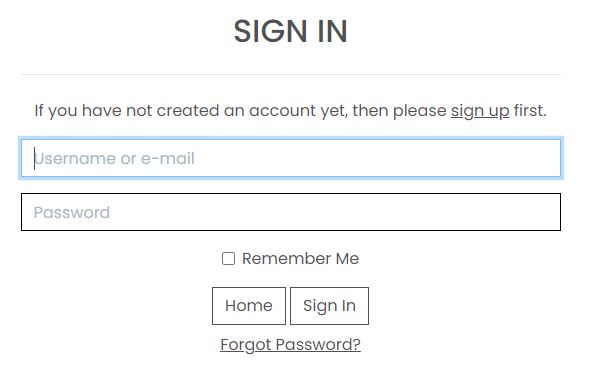 SIGN IN
If you have not created an account yet, then please sign up first.
Username or e-mail
Password
Remember Me
Home Sign In
Forgot Password?